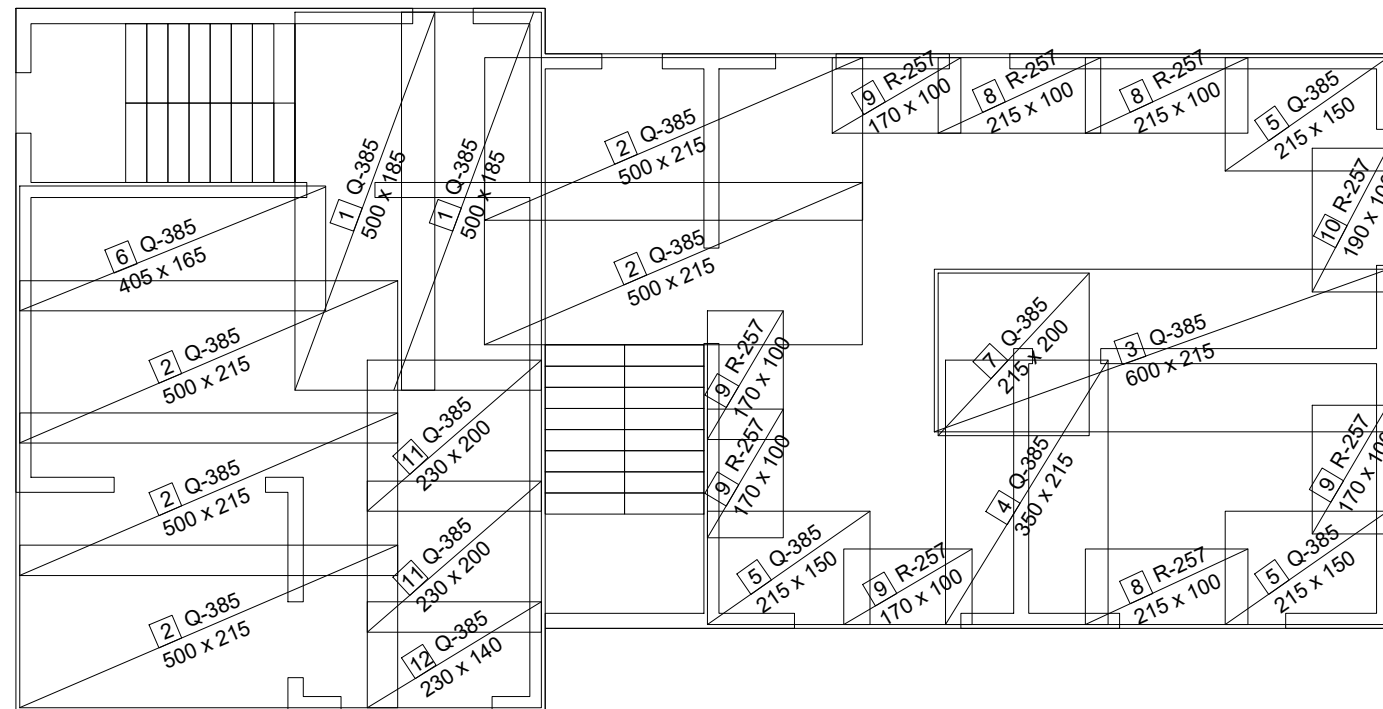 9 R-257
170 x 100
8 R-257
215 x 100
8 R-257
215 x 100
5 Q-385
215 x 150
2 Q-385
500 x 215
1 Q-385
500 x 185
1 Q-385
500 x 185
10 R-257
6 Q-385
405 x 165
2 Q-385
500 x 215
7 Q-385
215 x 200
3 Q-385
600 x 215
9 R-257
170 x 100
2 Q-385
500 x 215
11 Q-385
230 x 200
9 R-257
170 x 100
9 R-257
4 Q-385
350 x 215
2 Q-385
500 x 215
11 Q-385
230 x 200
5 Q-385
215 x 150
9 R-257
170 x 100
8 R-257
215 x 100
5 Q-385
215 x 150
2 Q-385
500 x 215
12 Q-385
230 x 140